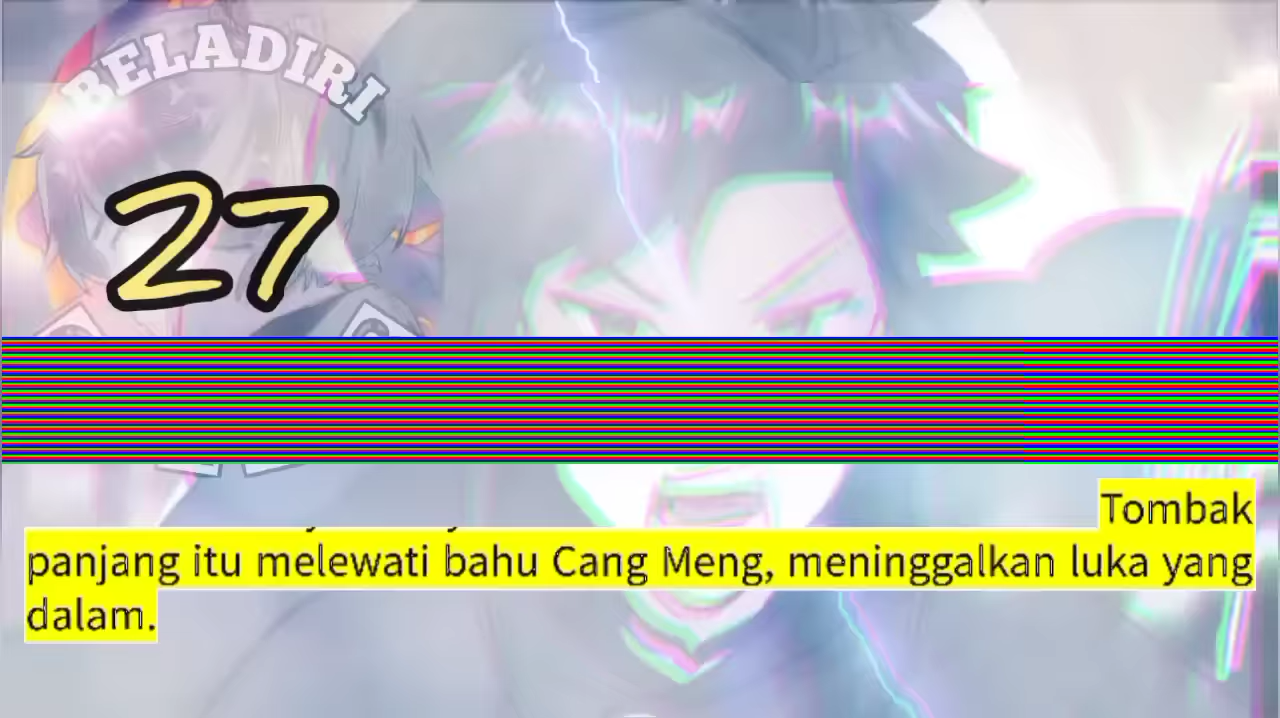 BELADIRI
27
Tombak
panjang itu melewati bahu Cang Meng, meninggalkan luka yang
dalam.